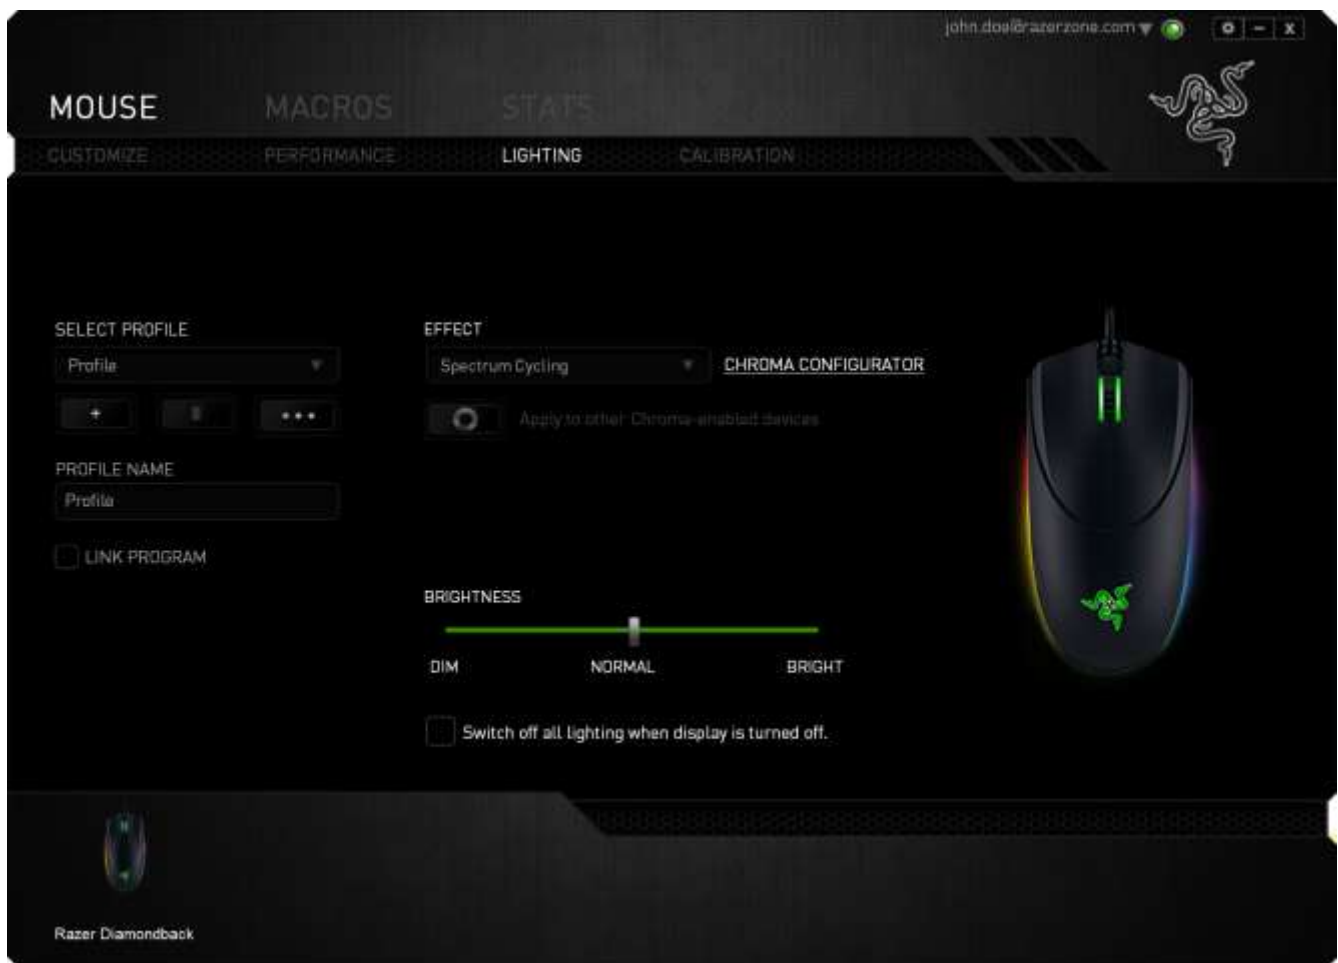 john.doe@razerzone.com
MOUSE MACROS STATS
CUSTOMIZE PERFORMANCE LIGHTING CALIBRATION
SELECT PROFILE
Profile
PROFILE NAME
Profile
LINK PROGRAM
EFFECT
Spectrum Cycling CHROMA CONFIGURATOR
Apply to other Chroma-enabled devices
BRIGHTNESS
DIM NORMAL BRIGHT
Switch off all lighting when display is turned off.
Razer Diamondback